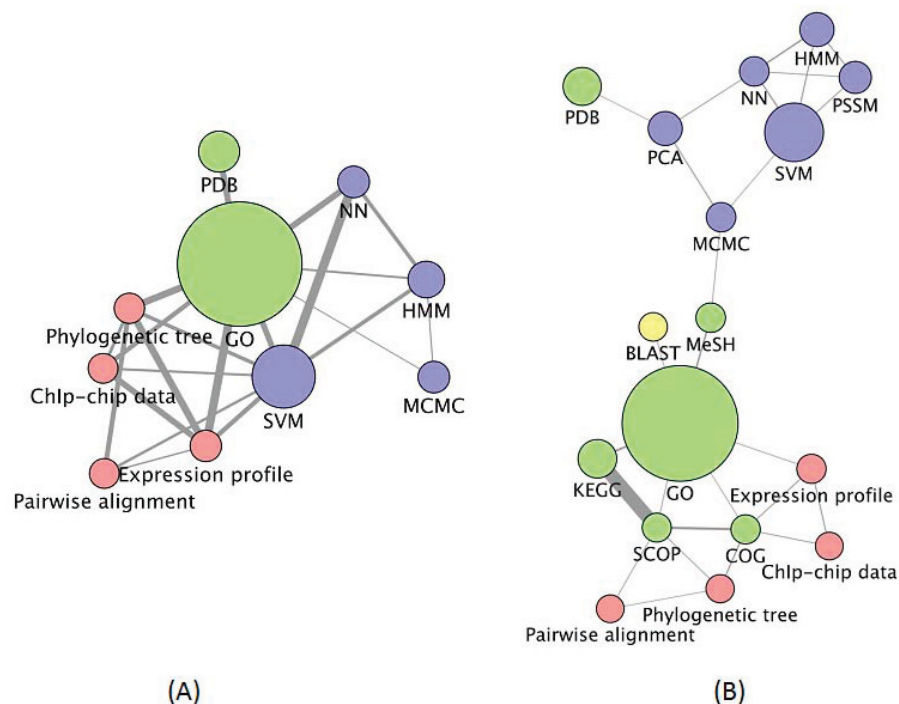 PDB
NN
GO
HMM
Phylogenetic tree
ChIp-chip data
SVM
MCMC
Expression profile
Pairwise alignment
(A)
HMM
NN
PSSM
PDB
PCA
SVM
MCMC
MeSH
BLAST
KEGG
GO
Expression profile
SCOP
COG
ChIp-chip data
Phylogenetic tree
Pairwise alignment
(B)